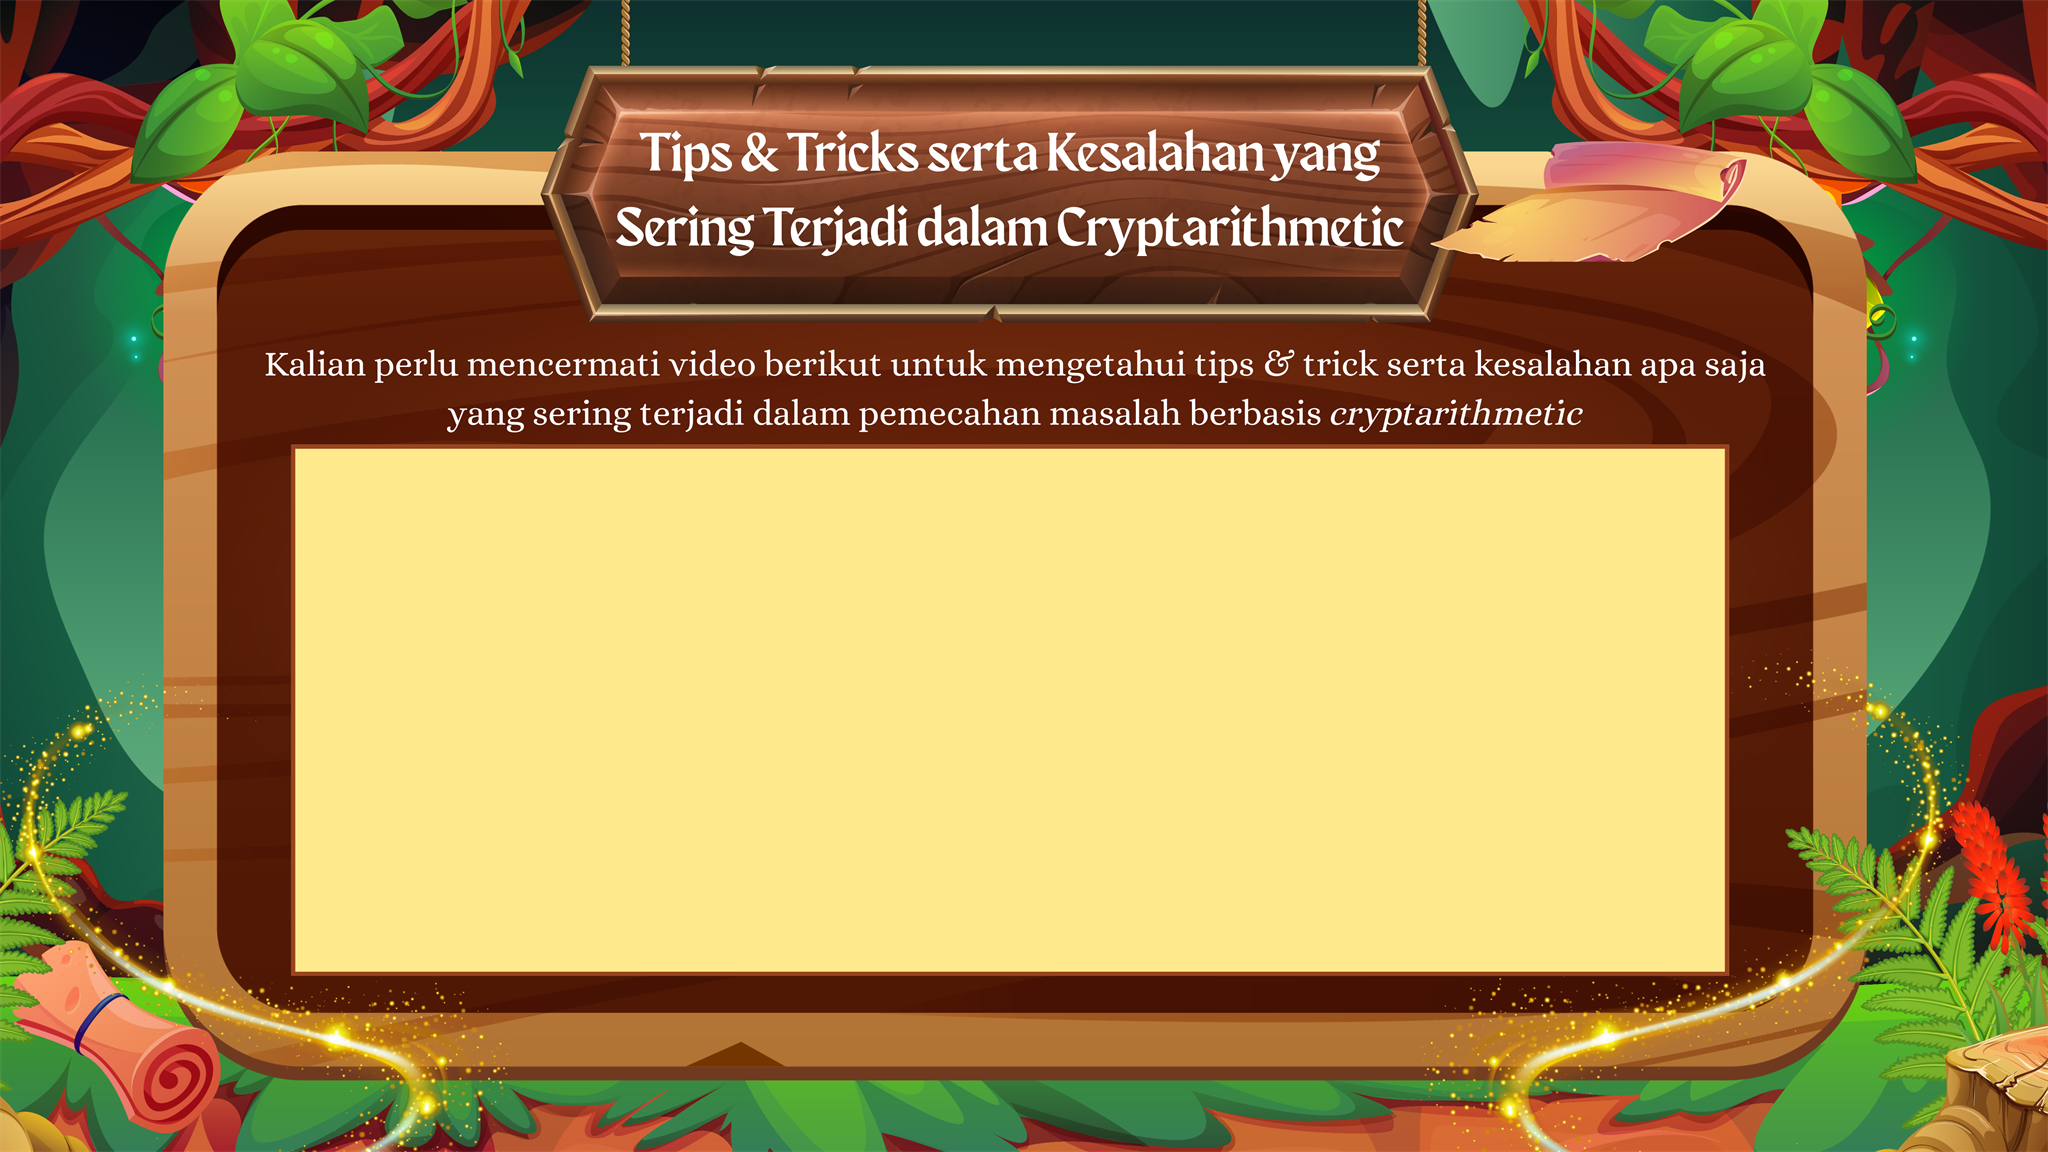 Tips & Tricks serta Kesalahan yang
Sering Terjadi dalam Cryptarithmetic
Kalian perlu mencermati video berikut untuk mengetahui tips & trick serta kesalahan apa saja
yang sering terjadi dalam pemecahan masalah berbasis cryptarithmetic